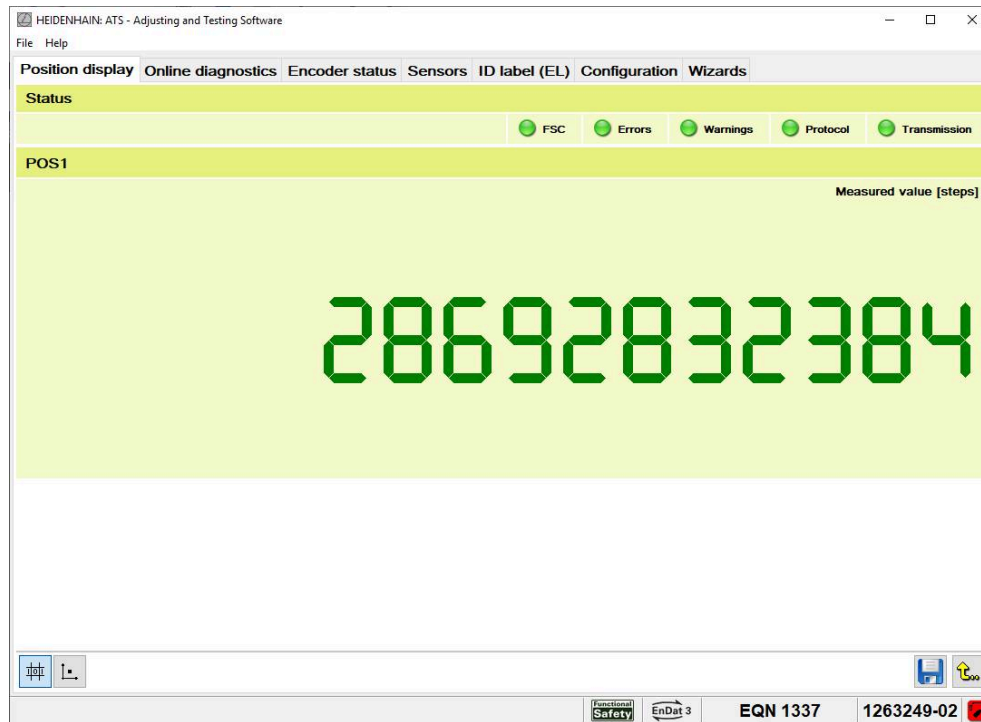 HEIDENHAIN: ATS - Adjusting and Testing Software
File Help
Position display Online diagnostics Encoder status Sensors ID label (EL) Configuration Wizards
Status
FSC Errors Warnings Protocol Transmission
POS1
Measured value [steps]
28692832384
Functional Safety EnDat 3 EQN 1337 1263249-02